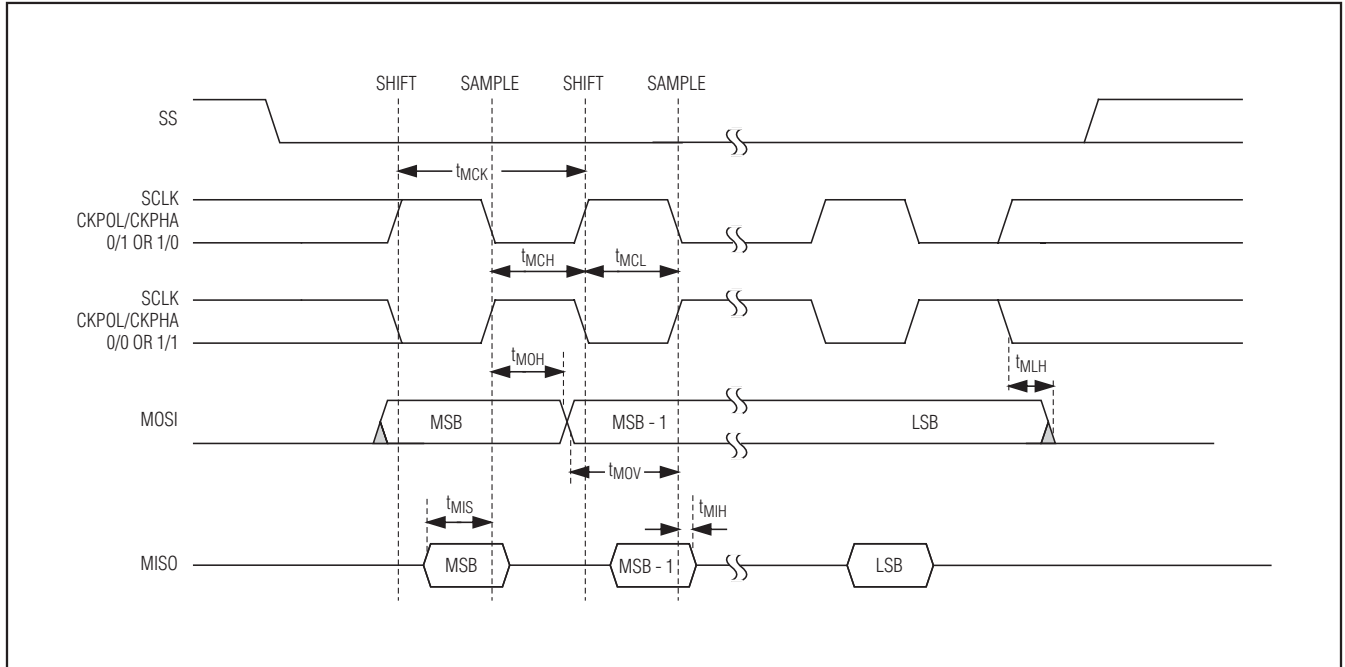 SHIFT SAMPLE SHIFT SAMPLE
SS
tMCK
SCLK
CKPOL/CKPHA
0/1 OR 1/0
tMCH tMCL
SCLK
CKPOL/CKPHA
0/0 OR 1/1
tMOH
tMLH
MOSI MSB MSB - 1 LSB
tMOV
tMIS
tMIH
MISO MSB MSB - 1 LSB